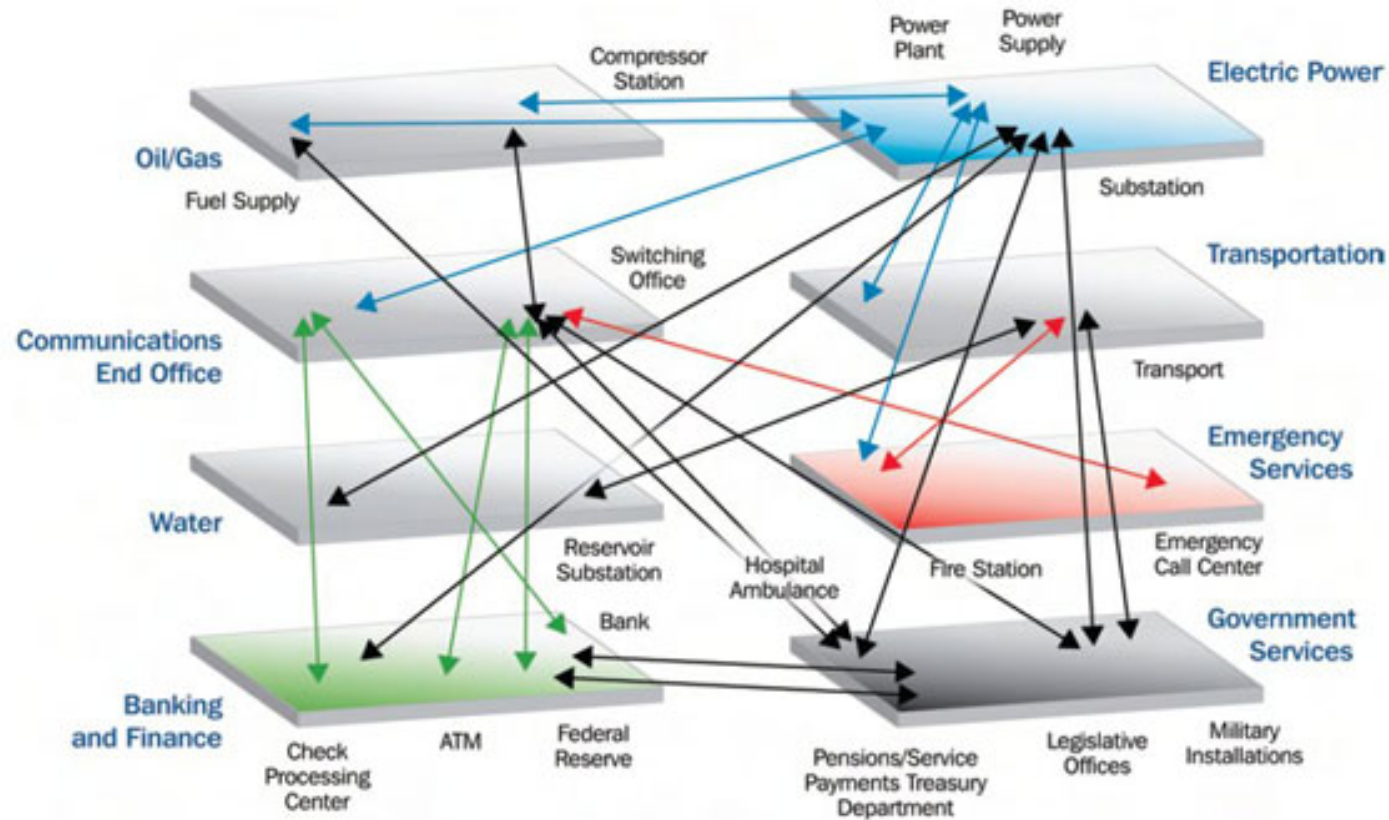 Power
Plant
Power
Supply
Compressor
Station
Electric Power
Oil/Gas
Fuel Supply
Substation
Switching
Office
Transportation
Communications
End Office
Transport
Emergency
Services
Water
Reservoir
Substation
Hospital
Ambulance
Fire Station
Emergency
Call Center
Bank
Government
Services
Banking
and Finance
Check
Processing
Center
ATM
Federal
Reserve
Pensions/Service
Payments Treasury
Department
Legislative
Offices
Military
Installations